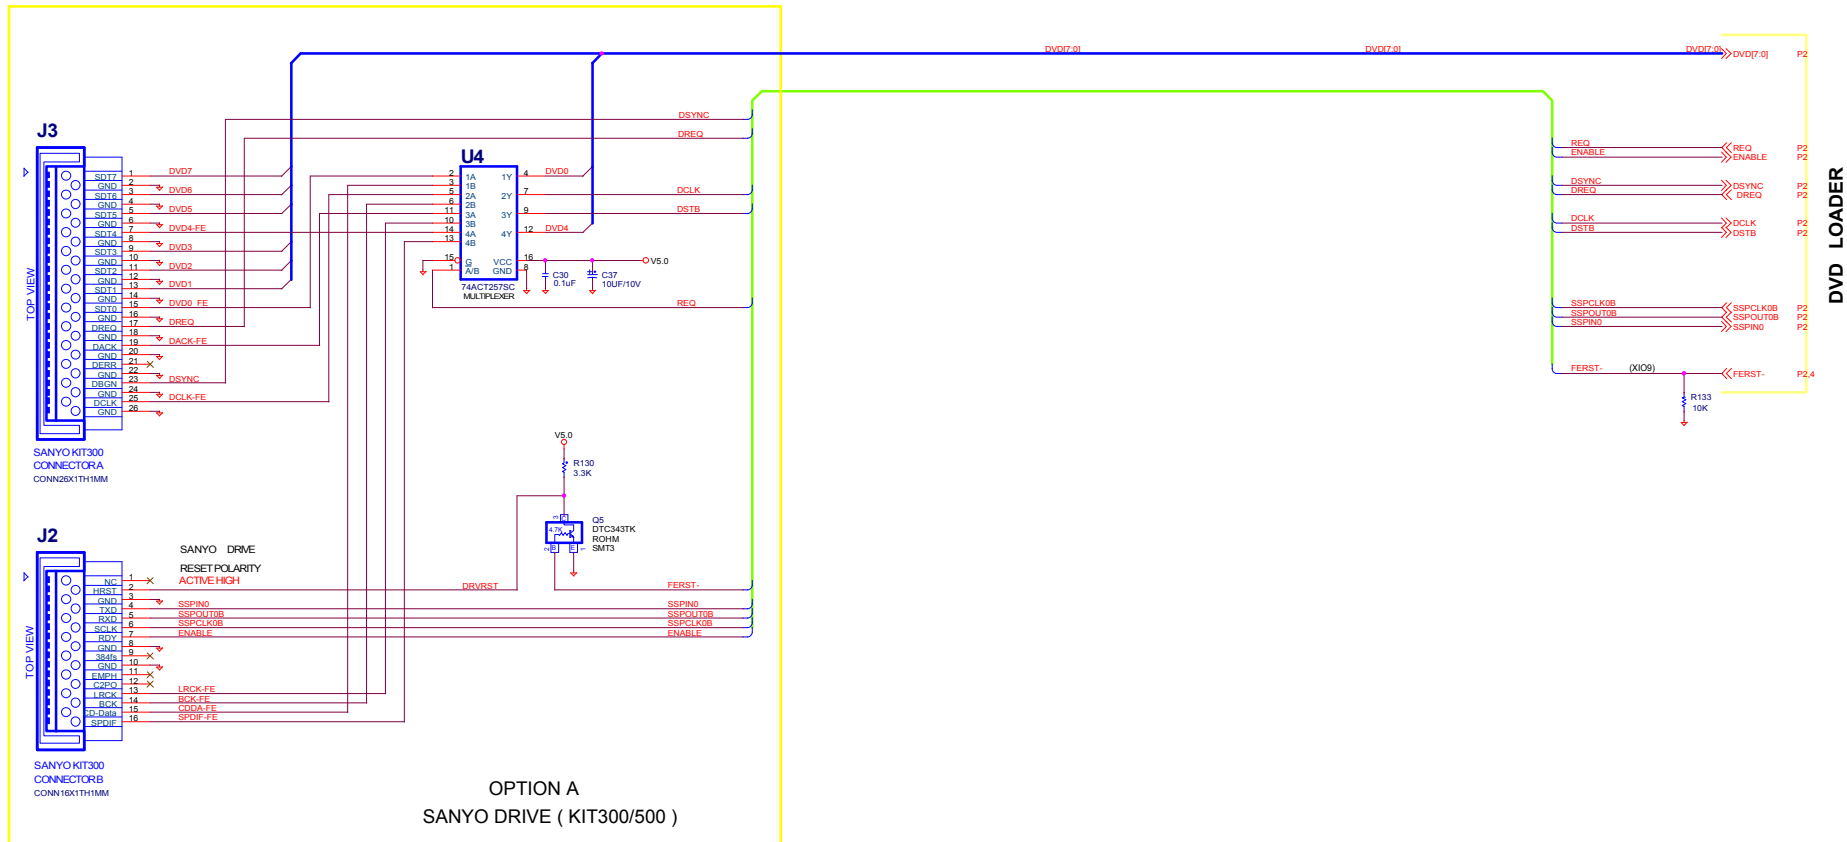 DVD[7:0]
DVD[7:0]
DVD[7:0]
DVD[7:0] P2
J3
TOP VIEW
SDT7 1 DVD7
GND 2
SDT6 3 DVD6
GND 4
SDT5 5 DVD5
GND 6
SDT4 7 DVD4-FE
GND 8
SDT3 9 DVD3
GND 10
SDT2 11 DVD2
GND 12
SDT1 13 DVD1
GND 14
SDT0 15 DVD0_FE
GND 16
DREQ 17 DREQ
GND 18
DACK 19 DACK-FE
GND 20
DERR 21
GND 22
DBGN 23 DSYNC
GND 24
DCLK 25 DCLK-FE
GND 26
SANYO KIT300
CONNECTORA
CONN26X1TH1MM
DSYNC
DREQ
U4
2 1A 1Y 4 DVD0
3 1B
5 2A 2Y 7 DCLK
6 2B
11 3A 3Y 9 DSTB
10 3B
14 4A 4Y 12 DVD4
13 4B
15 G VCC 16 V5.0
1 A/B GND 8
74ACT257SC
MULTIPLEXER
C30
0.1uF
C37
10UF/10V
REQ
V5.0
R130
3.3K
Q5
DTC343TK
ROHM
SMT3
4.7K
3 C
2 B E 1
J2
TOP VIEW
SANYO DRIVE
RESET POLARITY
ACTIVE HIGH
NC 1
HRST 2 DRVRST FERST-
GND 3
TXD 4 SSPIN0 SSPIN0
RXD 5 SSPOUT0B SSPOUT0B
SCLK 6 SSPCLK0B SSPCLK0B
RDY 7 ENABLE ENABLE
GND 8
384fs 9
GND 10
EMPH 11
C2PO 12
LRCK 13 LRCK-FE
BCK 14 BCK-FE
CD-Data 15 CDDA-FE
SPDIF 16 SPDIF-FE
SANYO KIT300
CONNECTORB
CONN16X1TH1MM
OPTION A
SANYO DRIVE ( KIT300/500 )
REQ REQ P2
ENABLE ENABLE P2
DSYNC DSYNC P2
DREQ DREQ P2
DCLK DCLK P2
DSTB DSTB P2
SSPCLK0B SSPCLK0B P2
SSPOUT0B SSPOUT0B P2
SSPIN0 SSPIN0 P2
FERST- (XIO9) FERST- P2,4
R133
10K
DVD LOADER